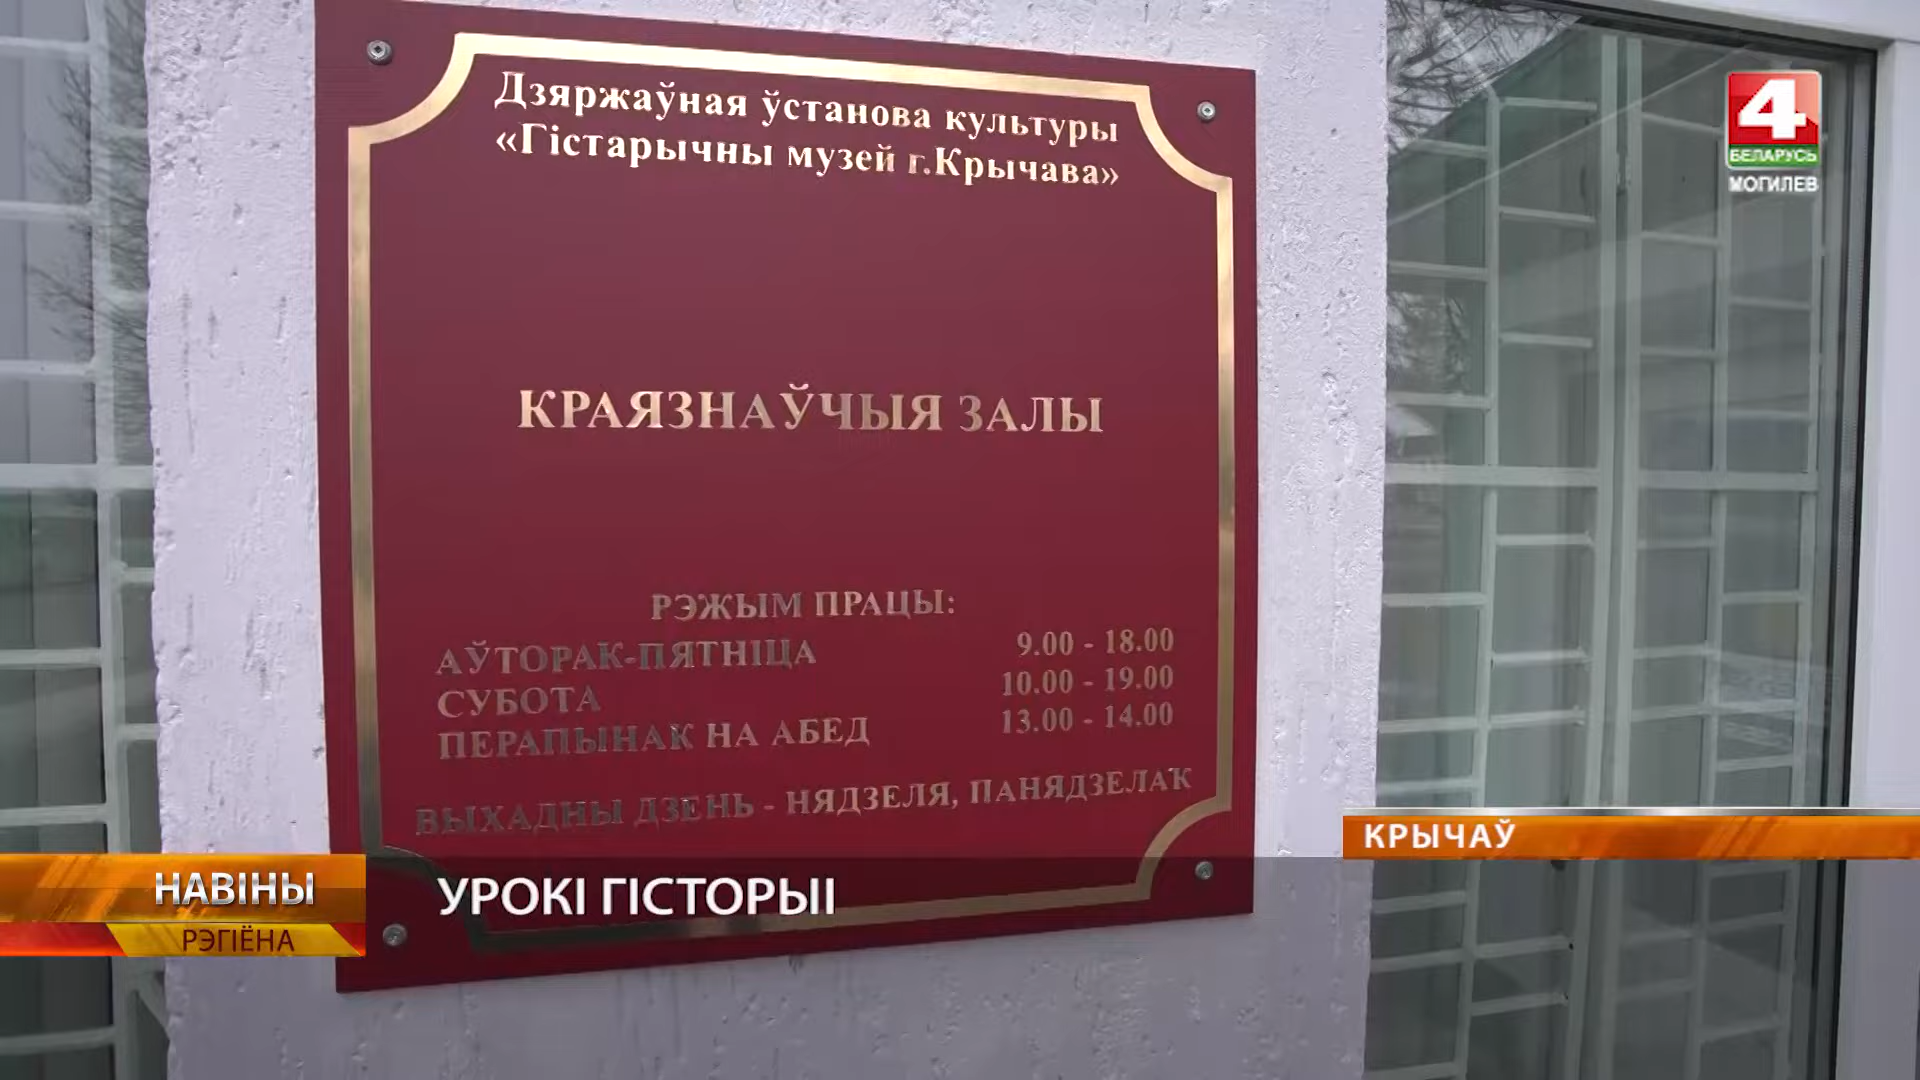 Дзяржаўная ўстанова культуры
«Гістарычны музей г.Крычава»
КРАЯЗНАЎЧЫЯ ЗАЛЫ
РЭЖЫМ ПРАЦЫ:
АЎТОРАК-ПЯТНІЦА 9.00 - 18.00
СУБОТА 10.00 - 19.00
ПЕРАПЫНАК НА АБЕД 13.00 - 14.00
ВЫХАДНЫ ДЗЕНЬ - НЯДЗЕЛЯ, ПАНЯДЗЕЛАК
4
БЕЛАРУСЬ
МОГИЛЕВ
КРЫЧАЎ
НАВІНЫ
РЭГІЁНА
УРОКІ ГІСТОРЫІ